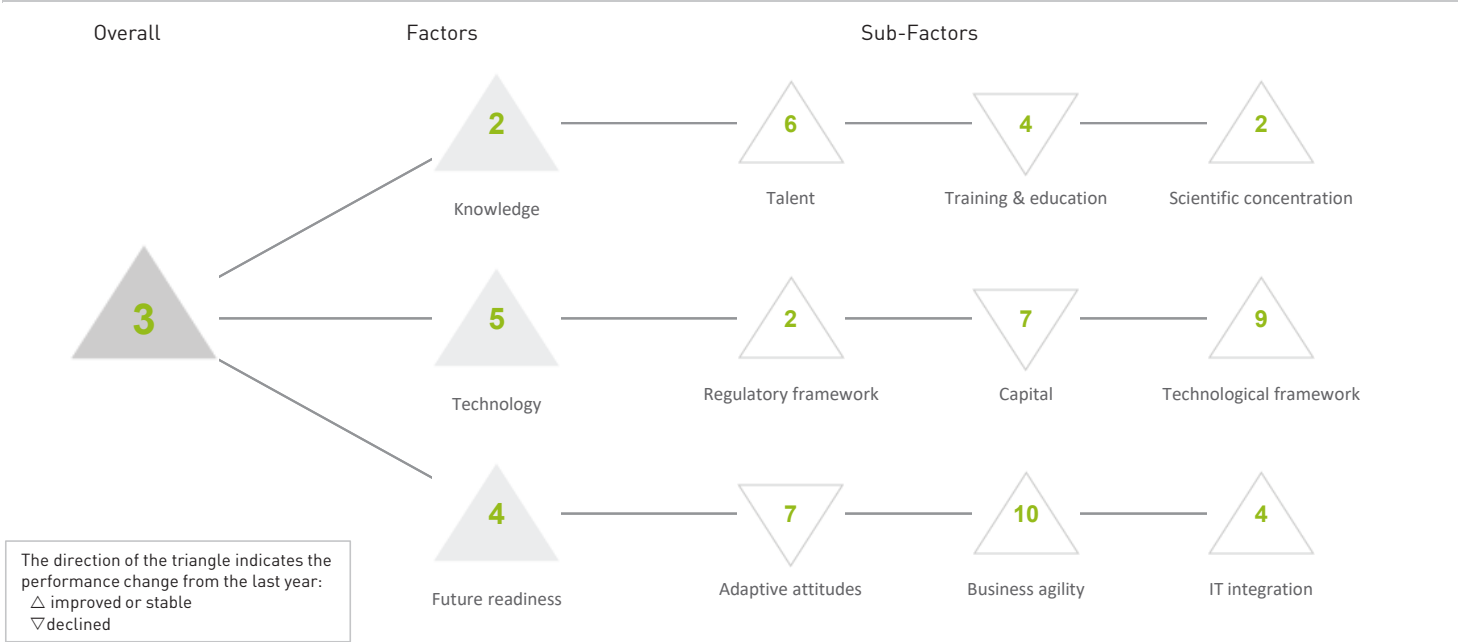 Overall
Factors
Sub-Factors
2
6
4
2
Knowledge
Talent
Training & education
Scientific concentration
3
5
2
7
9
Technology
Regulatory framework
Capital
Technological framework
4
7
10
4
Future readiness
Adaptive attitudes
Business agility
IT integration
The direction of the triangle indicates the
performance change from the last year:
△ improved or stable
▽ declined